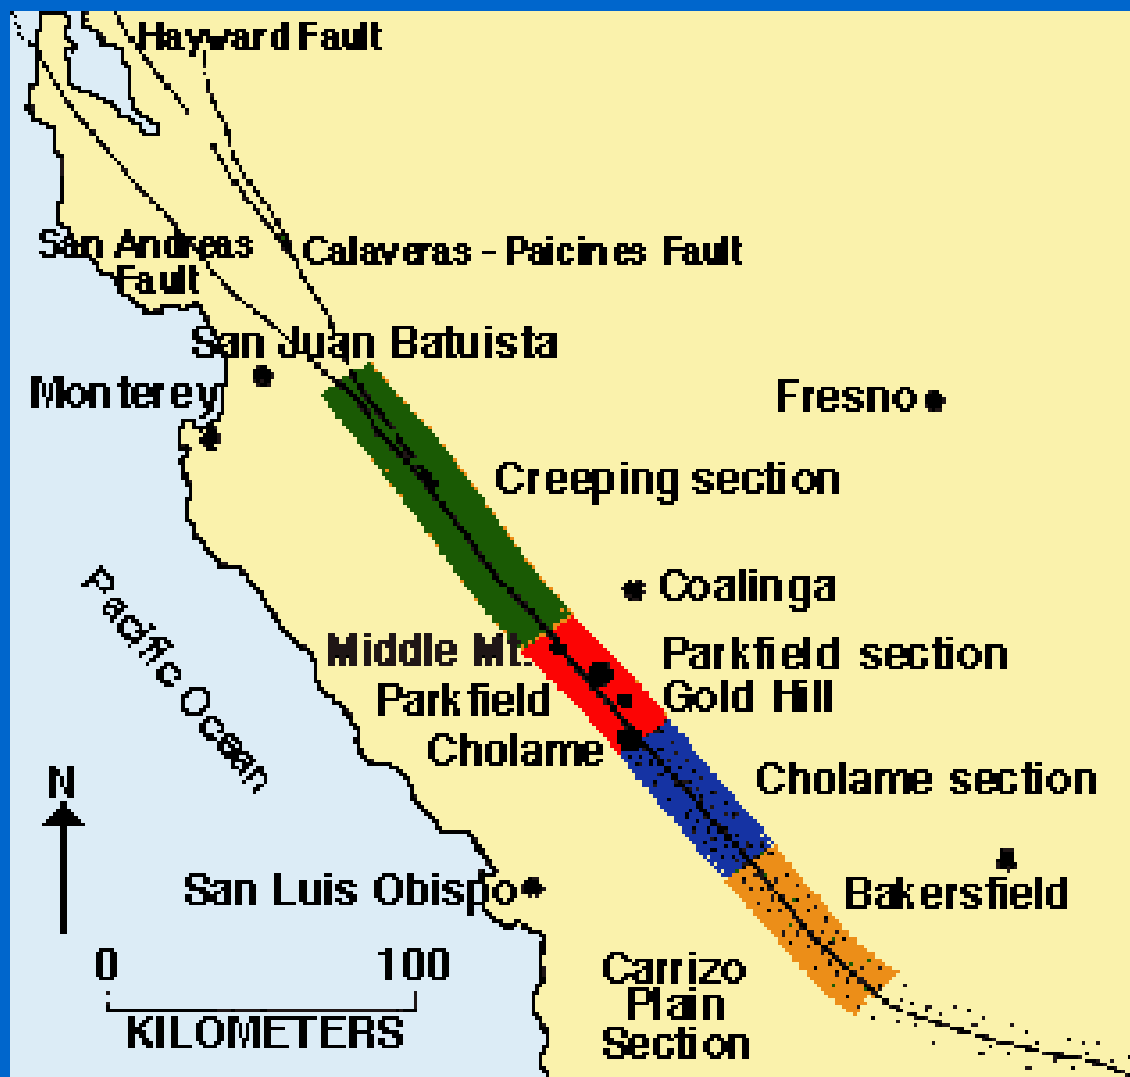 Hayward Fault
San Andreas
Fault
Calaveras - Paicines Fault
San Juan Batuista
Monterey
Fresno
Creeping section
Coalinga
Pacific Ocean
Middle Mt.
Parkfield section
Parkfield
Gold Hill
Cholame
Cholame section
N
San Luis Obispo
Bakersfield
0 100
KILOMETERS
Carrizo
Plain
Section